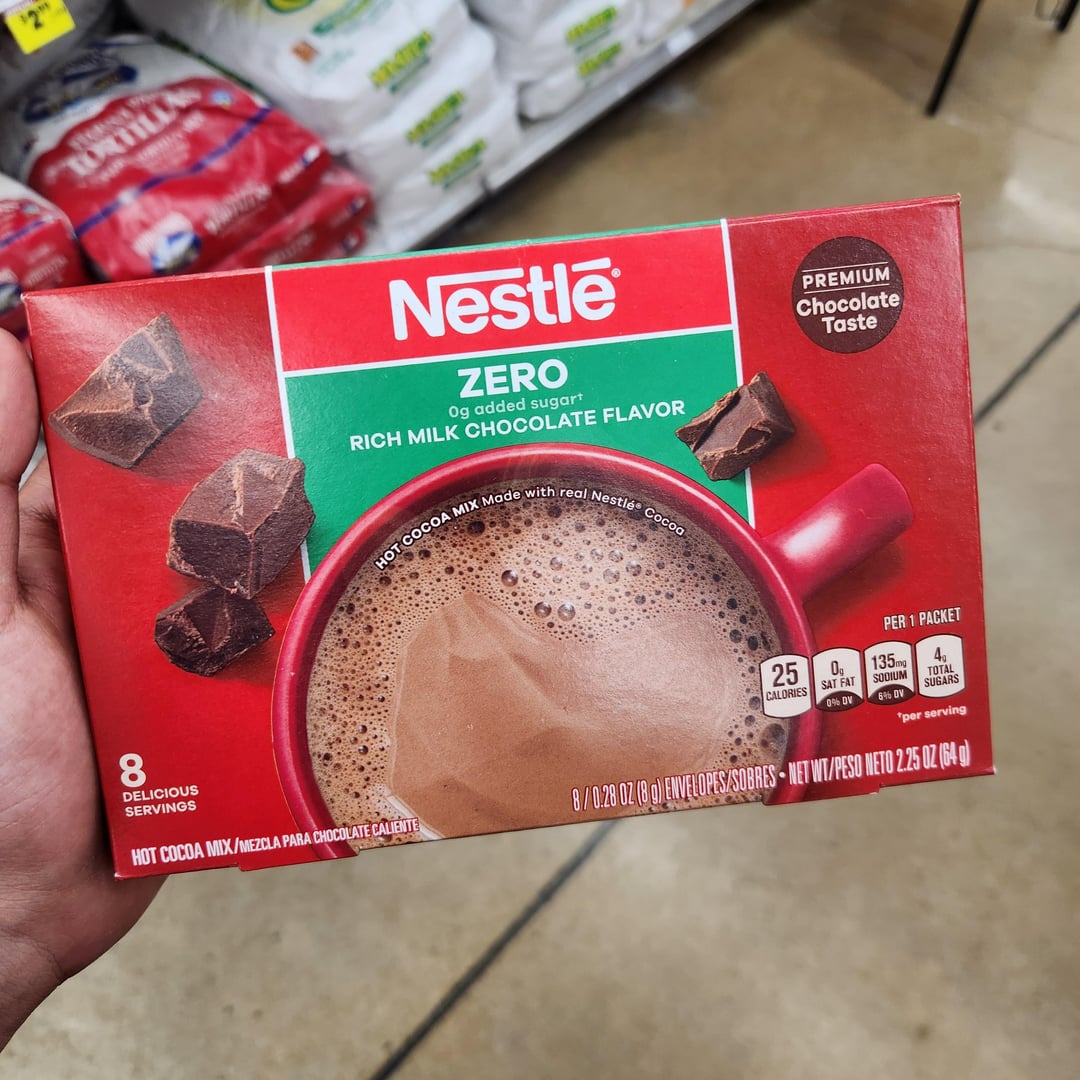 TORTILLAS
Nestlē®
ZERO
0g added sugar†
RICH MILK CHOCOLATE FLAVOR
PREMIUM
Chocolate
Taste
HOT COCOA MIX Made with real Nestlé® Cocoa
PER 1 PACKET
25
CALORIES
0g
SAT FAT
0% DV
135mg
SODIUM
6% DV
4g
TOTAL
SUGARS
†per serving
8
DELICIOUS
SERVINGS
8 / 0.28 OZ (8 g) ENVELOPES/SOBRES • NET WT/PESO NETO 2.25 OZ (64 g)
HOT COCOA MIX/MEZCLA PARA CHOCOLATE CALIENTE